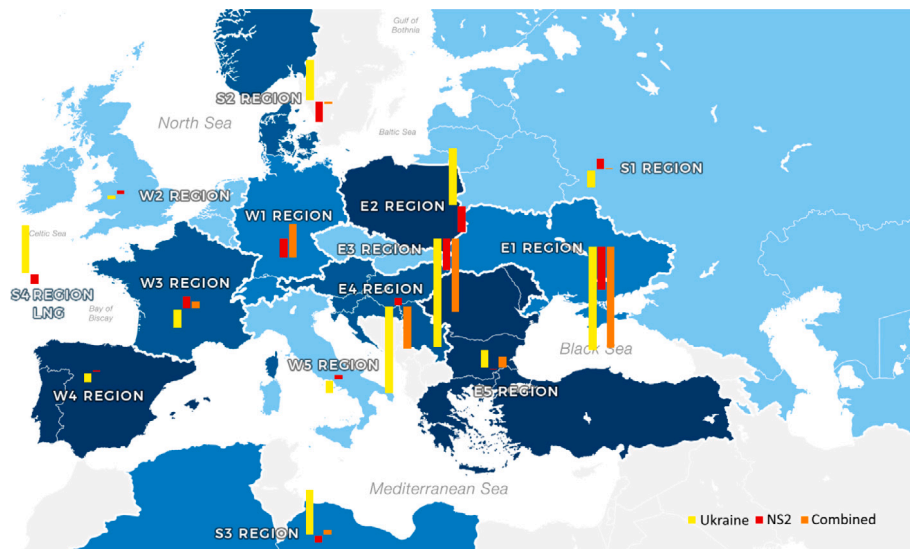 Gulf of
Bothnia
S2 REGION
North Sea
Baltic Sea
S1 REGION
W2 REGION
E2 REGION
W1 REGION
Celtic Sea
E3 REGION
E1 REGION
S4 REGION
LNG
W3 REGION
E4 REGION
Bay of
Biscay
Black Sea
W5 REGION
W4 REGION
E5 REGION
Mediterranean Sea
S3 REGION
Ukraine NS2 Combined